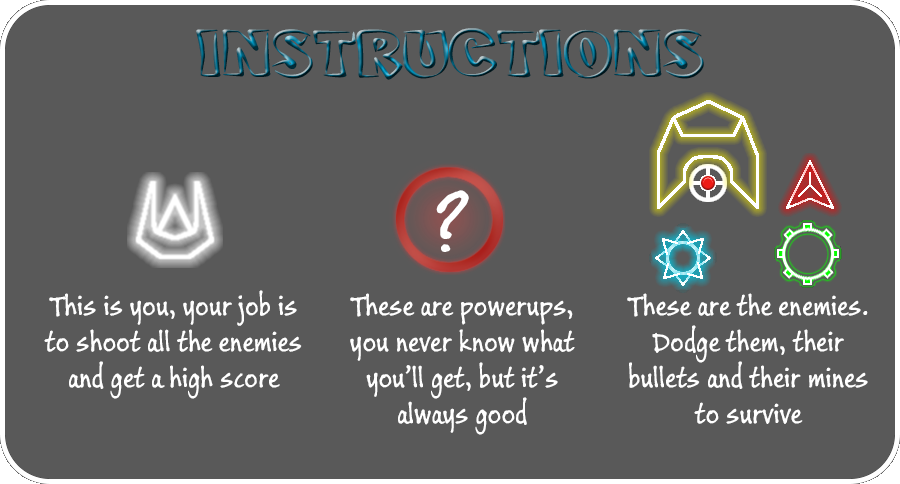 INSTRUCTIONS
?
This is you, your job is
to shoot all the enemies
and get a high score
These are powerups,
you never know what
you'll get, but it's
always good
These are the enemies.
Dodge them, their
bullets and their mines
to survive